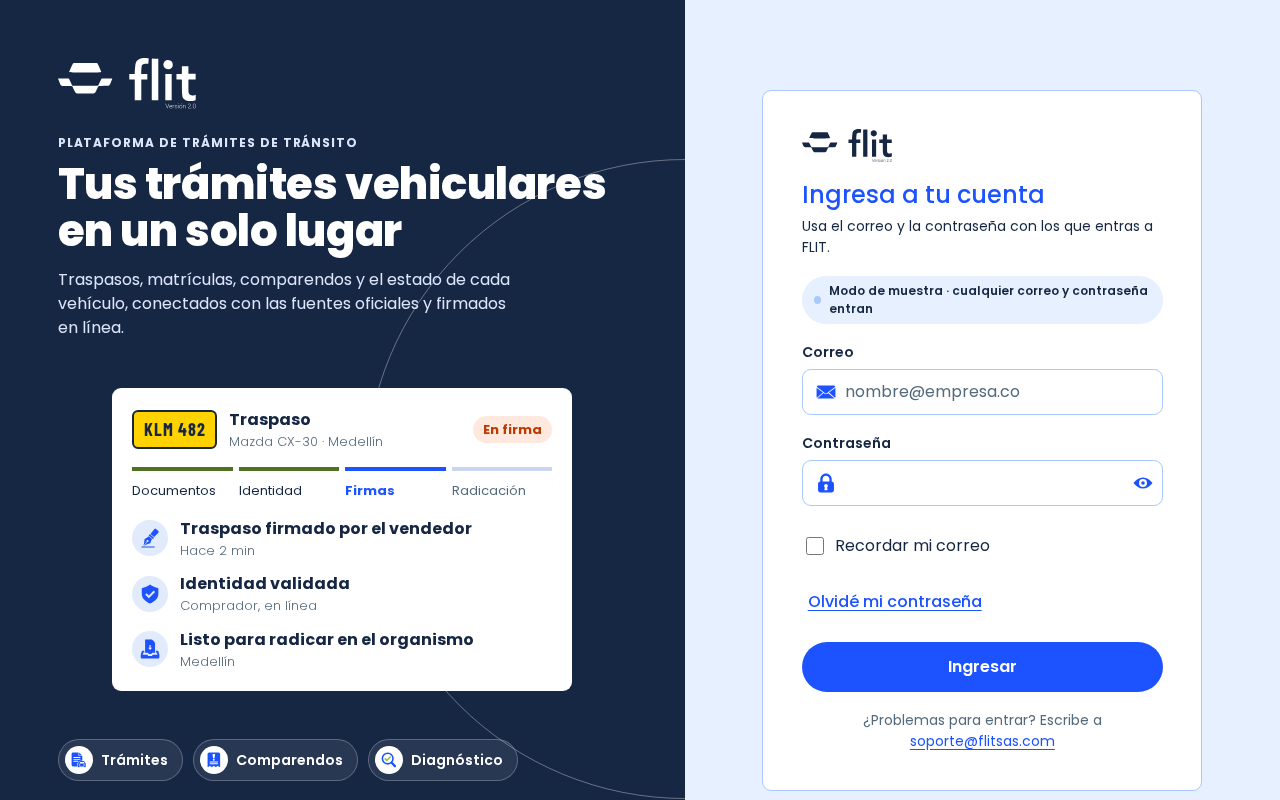 flit
Versión 2.0
PLATAFORMA DE TRÁMITES DE TRÁNSITO
Tus trámites vehiculares
en un solo lugar
Traspasos, matrículas, comparendos y el estado de cada
vehículo, conectados con las fuentes oficiales y firmados
en línea.
KLM 482
Traspaso
Mazda CX-30 · Medellín
En firma
Documentos
Identidad
Firmas
Radicación
Traspaso firmado por el vendedor
Hace 2 min
Identidad validada
Comprador, en línea
Listo para radicar en el organismo
Medellín
Trámites
Comparendos
Diagnóstico
flit
Versión 2.0
Ingresa a tu cuenta
Usa el correo y la contraseña con los que entras a
FLIT.
Modo de muestra · cualquier correo y contraseña
entran
Correo
nombre@empresa.co
Contraseña
Recordar mi correo
Olvidé mi contraseña
Ingresar
¿Problemas para entrar? Escribe a
soporte@flitsas.com